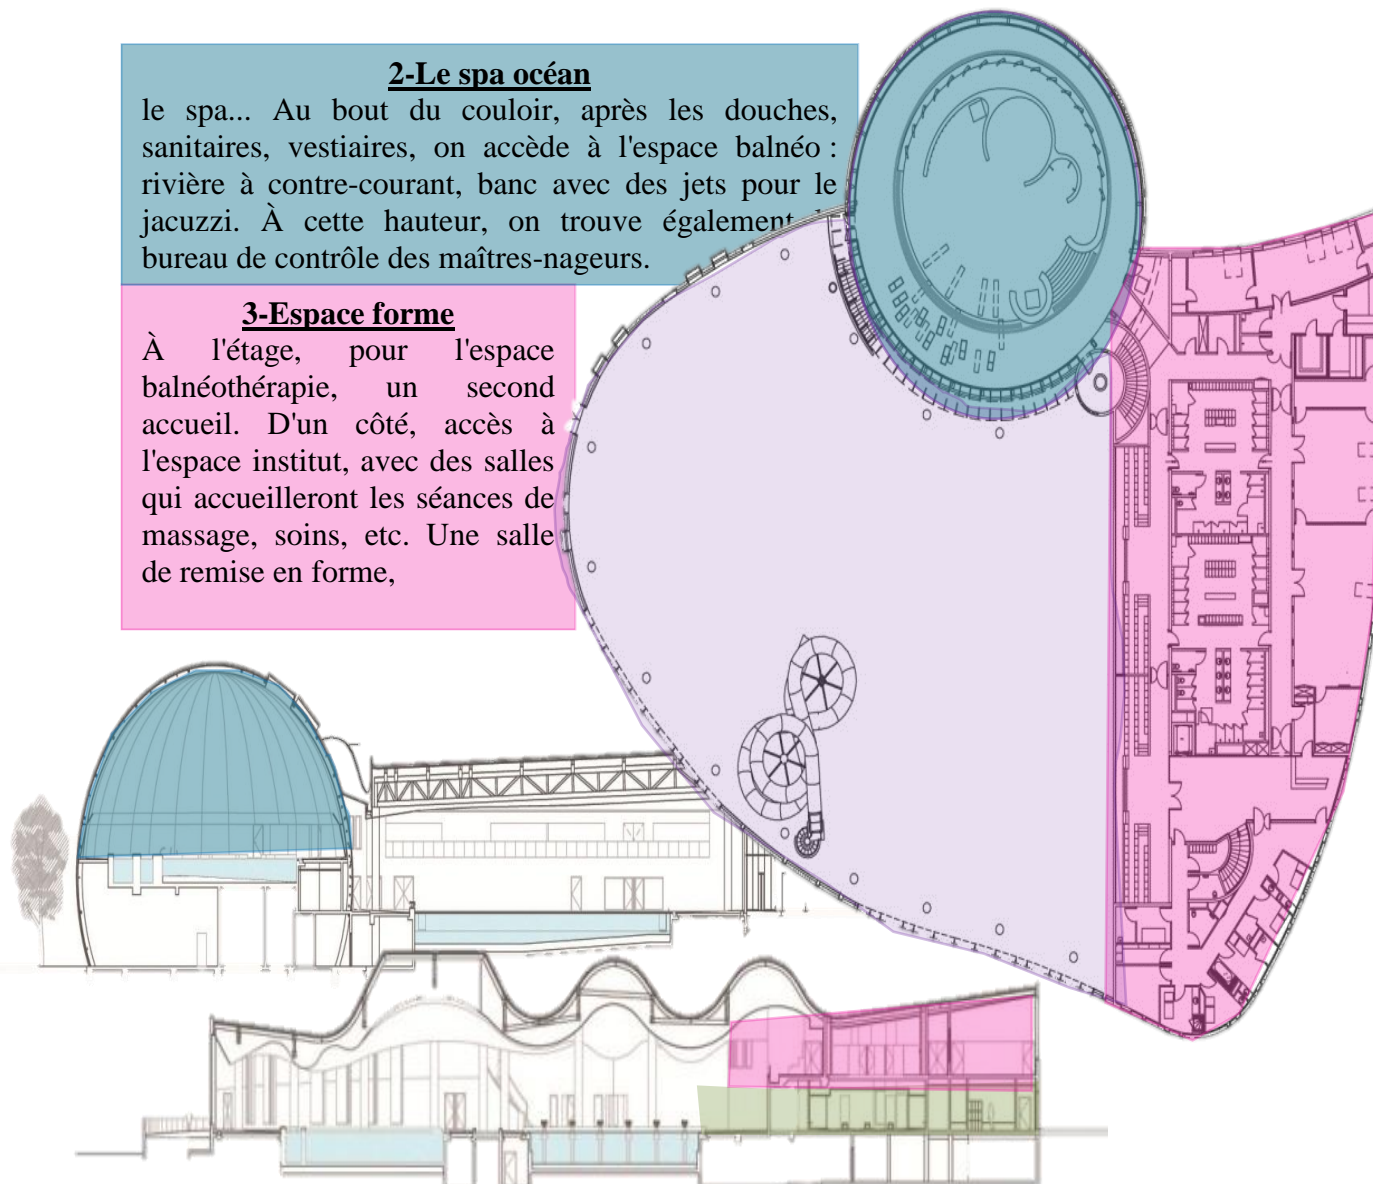 2-Le spa océan
le spa... Au bout du couloir, après les douches,
sanitaires, vestiaires, on accède à l'espace balnéo :
rivière à contre-courant, banc avec des jets pour le
jacuzzi. À cette hauteur, on trouve également
bureau de contrôle des maîtres-nageurs.
3-Espace forme
À l'étage, pour l'espace
balnéothérapie, un second
accueil. D'un côté, accès à
l'espace institut, avec des salles
qui accueilleront les séances de
massage, soins, etc. Une salle
de remise en forme,